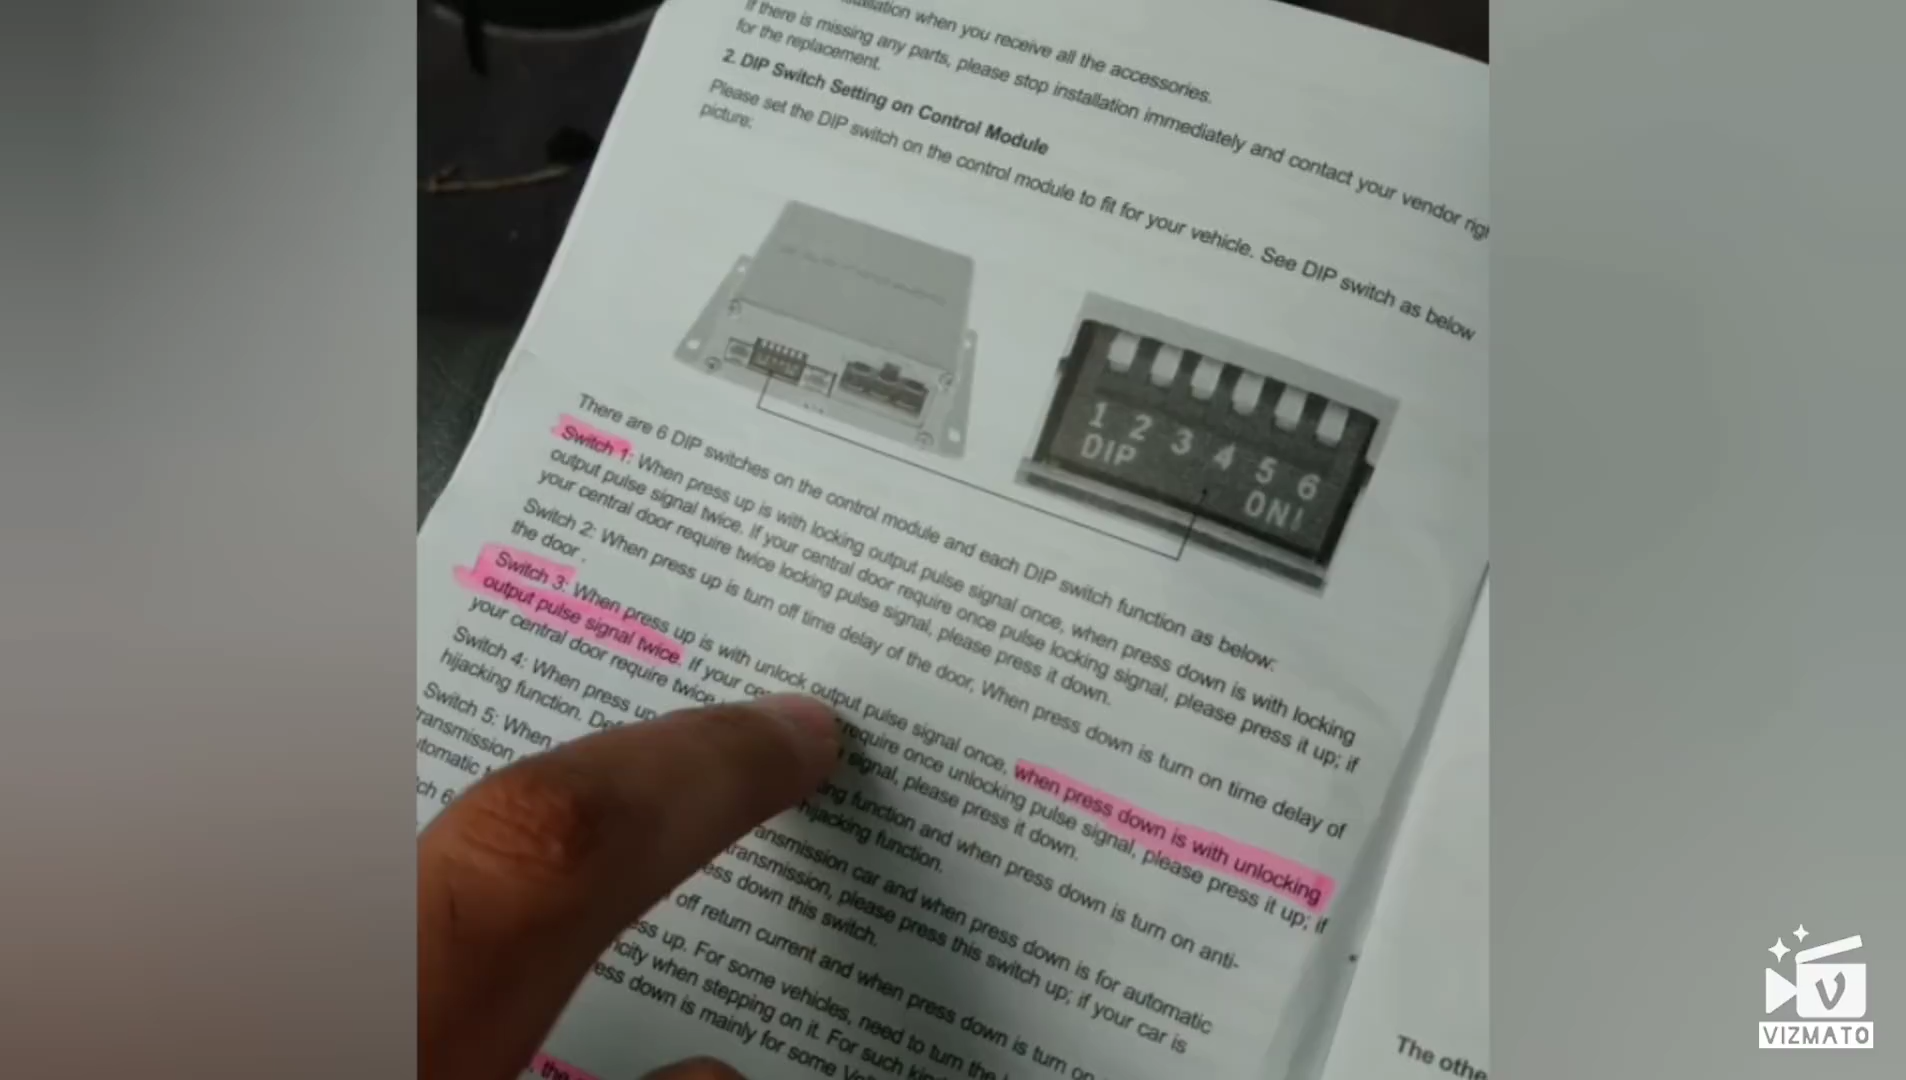 installation when you receive all the accessories.
If there is missing any parts, please stop installation immediately and contact your vendor
for the replacement.
2. DIP Switch Setting on Control Module
Please set the DIP switch on the control module to fit for your vehicle. See DIP switch as below
picture:
1 2 3 4 5 6
DIP
ON!
There are 6 DIP switches on the control module and each DIP switch function as below:
Switch 1: When press up is with locking output pulse signal once, when press down is with locking
output pulse signal twice. If your central door require once pulse locking signal, please press it up; if
your central door require twice locking pulse signal, please press it down.
Switch 2: When press up is turn off time delay of the door, When press down is turn on time delay of
the door .
Switch 3: When press up is with unlock output pulse signal once, when press down is with unlocking
output pulse signal twice. If your require once unlocking pulse signal, please press it up; if
your central door require twice signal, please press it down.
Switch 4: When press up function and when press down is turn on anti-
hijacking function. hijacking function.
Switch 5: When car and when press down is for automatic
transmission transmission, please press this switch up; if your car is
press down this switch.
off return current and when press down is turn on
press up. For some vehicles, need to turn the
when stepping on it. For such
press down is mainly for some
the
The othe
VIZMATO